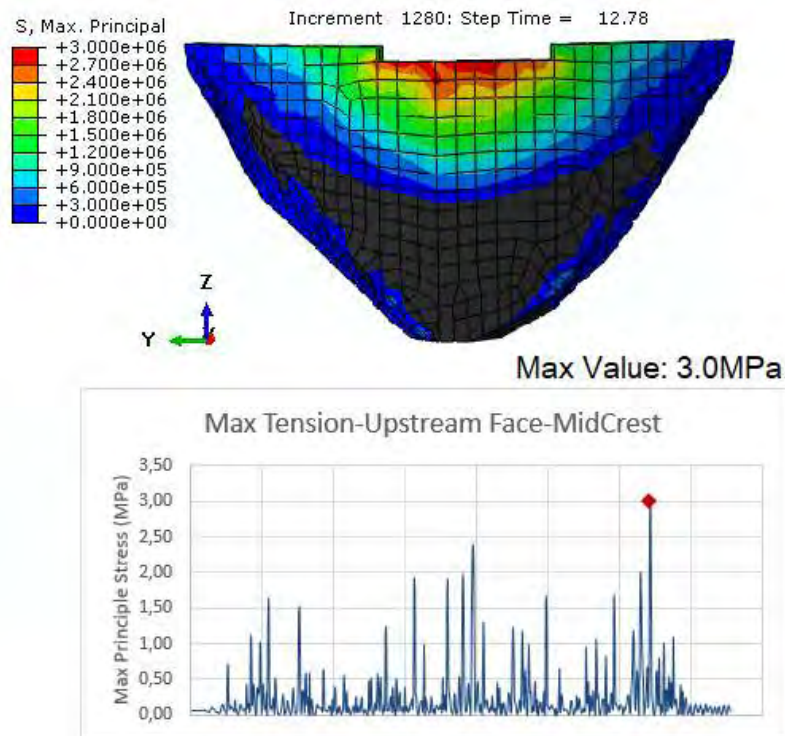 Increment 1280: Step Time = 12.78
S, Max. Principal
+3.000e+06
+2.700e+06
+2.400e+06
+2.100e+06
+1.800e+06
+1.500e+06
+1.200e+06
+9.000e+05
+6.000e+05
+3.000e+05
+0.000e+00
Z
Y
Max Value: 3.0MPa
Max Tension-Upstream Face-MidCrest
Max Principle Stress (MPa)
3,50
3,00
2,50
2,00
1,50
1,00
0,50
0,00